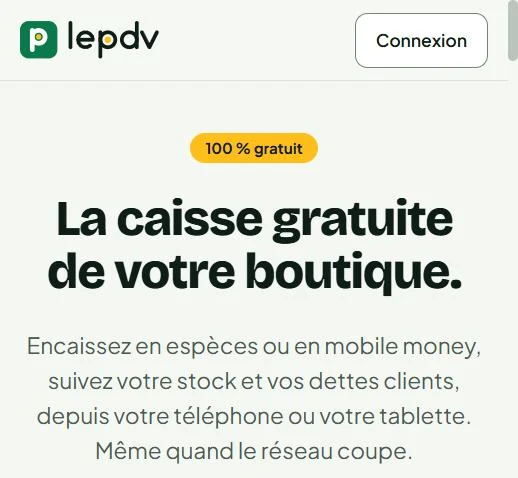 lepdv
Connexion
100 % gratuit
La caisse gratuite
de votre boutique.
Encaissez en espèces ou en mobile money,
suivez votre stock et vos dettes clients,
depuis votre téléphone ou votre tablette.
Même quand le réseau coupe.